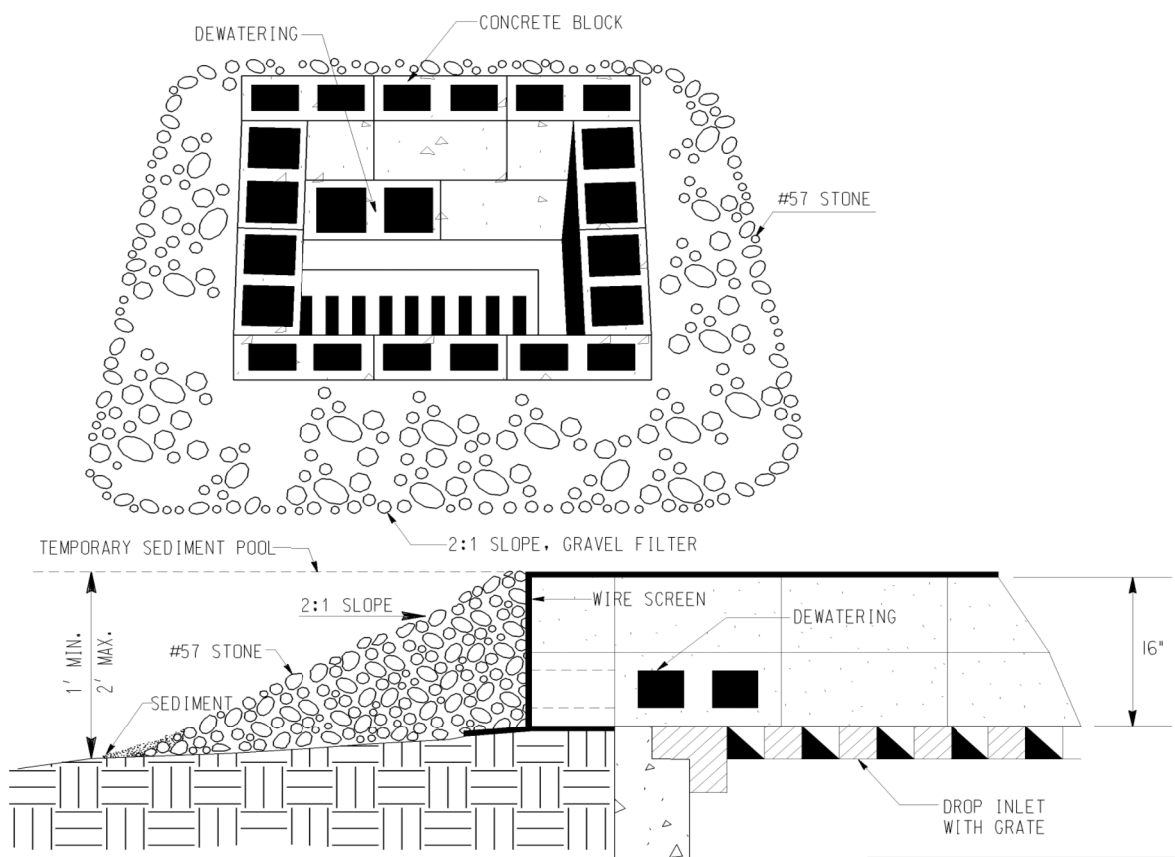 CONCRETE BLOCK
DEWATERING
#57 STONE
2:1 SLOPE, GRAVEL FILTER
TEMPORARY SEDIMENT POOL
2:1 SLOPE
WIRE SCREEN
DEWATERING
#57 STONE
1' MIN.
2' MAX.
16"
SEDIMENT
DROP INLET
WITH GRATE